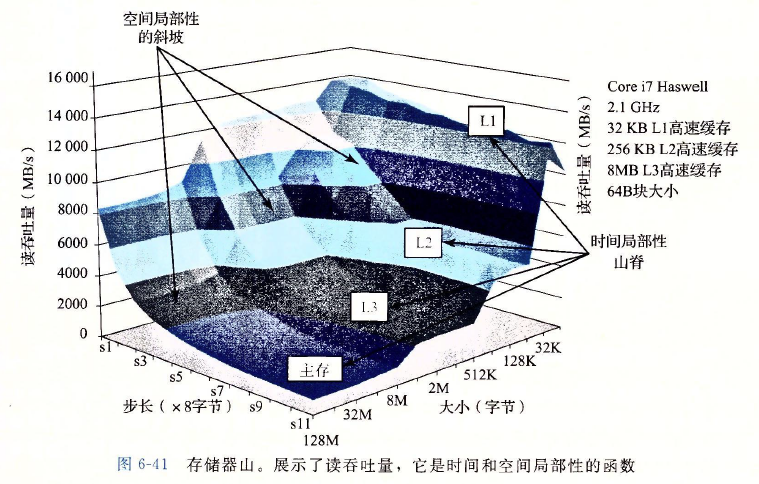 空间局部性
的斜坡
16 000
14 000
12 000
10 000
8000
6000
4000
2000
0
读吞吐量（MB/s）
L1
L2
L3
主存
读吞吐量（MB/s）
Core i7 Haswell
2.1 GHz
32 KB L1高速缓存
256 KB L2高速缓存
8MB L3高速缓存
64B块大小
时间局部性
山脊
s1
s3
s5
s7
s9
s11
步长（×8字节）
128M
32M
8M
2M
512K
128K
32K
大小（字节）
图 6-41 存储器山。展示了读吞吐量，它是时间和空间局部性的函数